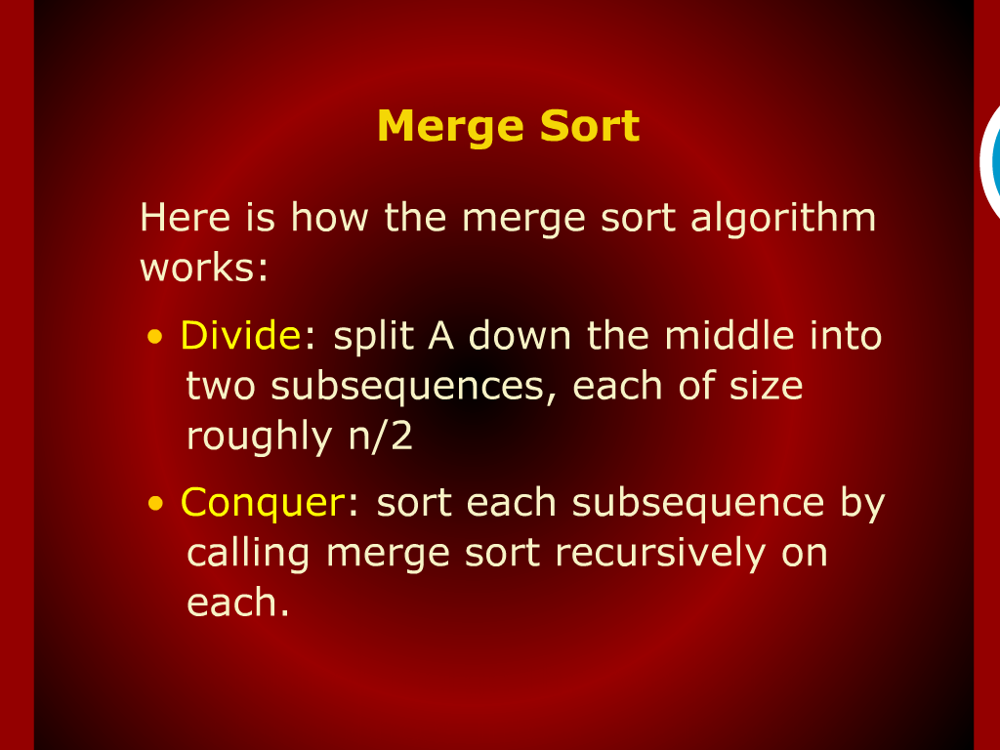 Merge Sort
Here is how the merge sort algorithm
works:
• Divide: split A down the middle into
two subsequences, each of size
roughly n/2
• Conquer: sort each subsequence by
calling merge sort recursively on
each.